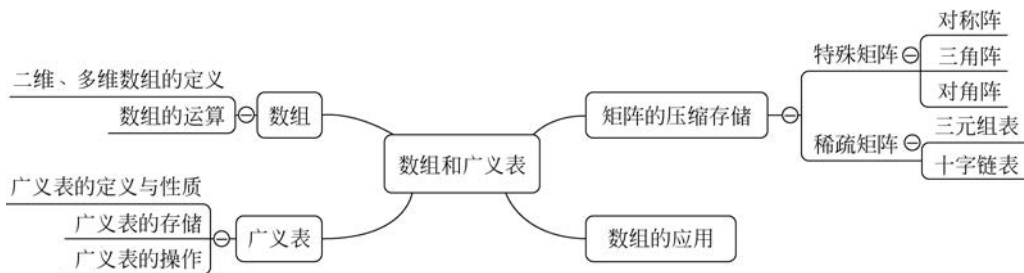 二维、多维数组的定义
数组的运算
数组
广义表的定义与性质
广义表的存储
广义表的操作
广义表
数组和广义表
矩阵的压缩存储
特殊矩阵
对称阵
三角阵
对角阵
稀疏矩阵
三元组表
十字链表
数组的应用